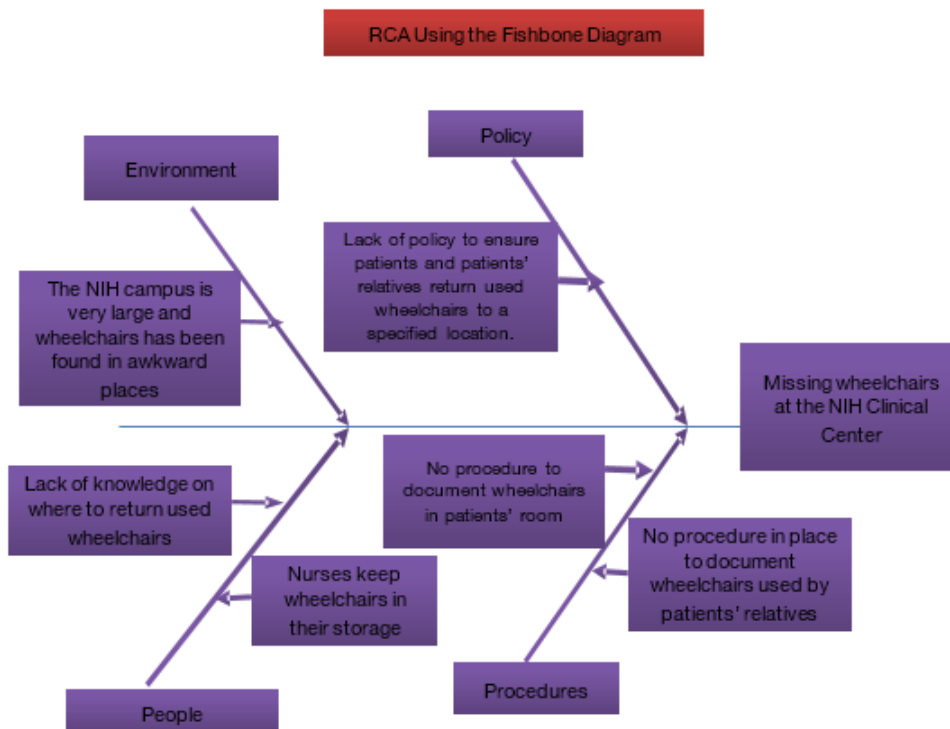 RCA Using the Fishbone Diagram
Policy
Environment
Lack of policy to ensure
patients and patients'
relatives return used
wheelchairs to a
specified location.
The NIH campus is
very large and
wheelchairs has been
found in awkward
places
Missing wheelchairs
at the NIH Clinical
Center
Lack of knowledge on
where to return used
wheelchairs
No procedure to
document wheelchairs
in patients' room
Nurses keep
wheelchairs in
their storage
No procedure in place
to document
wheelchairs used by
patients' relatives
People
Procedures